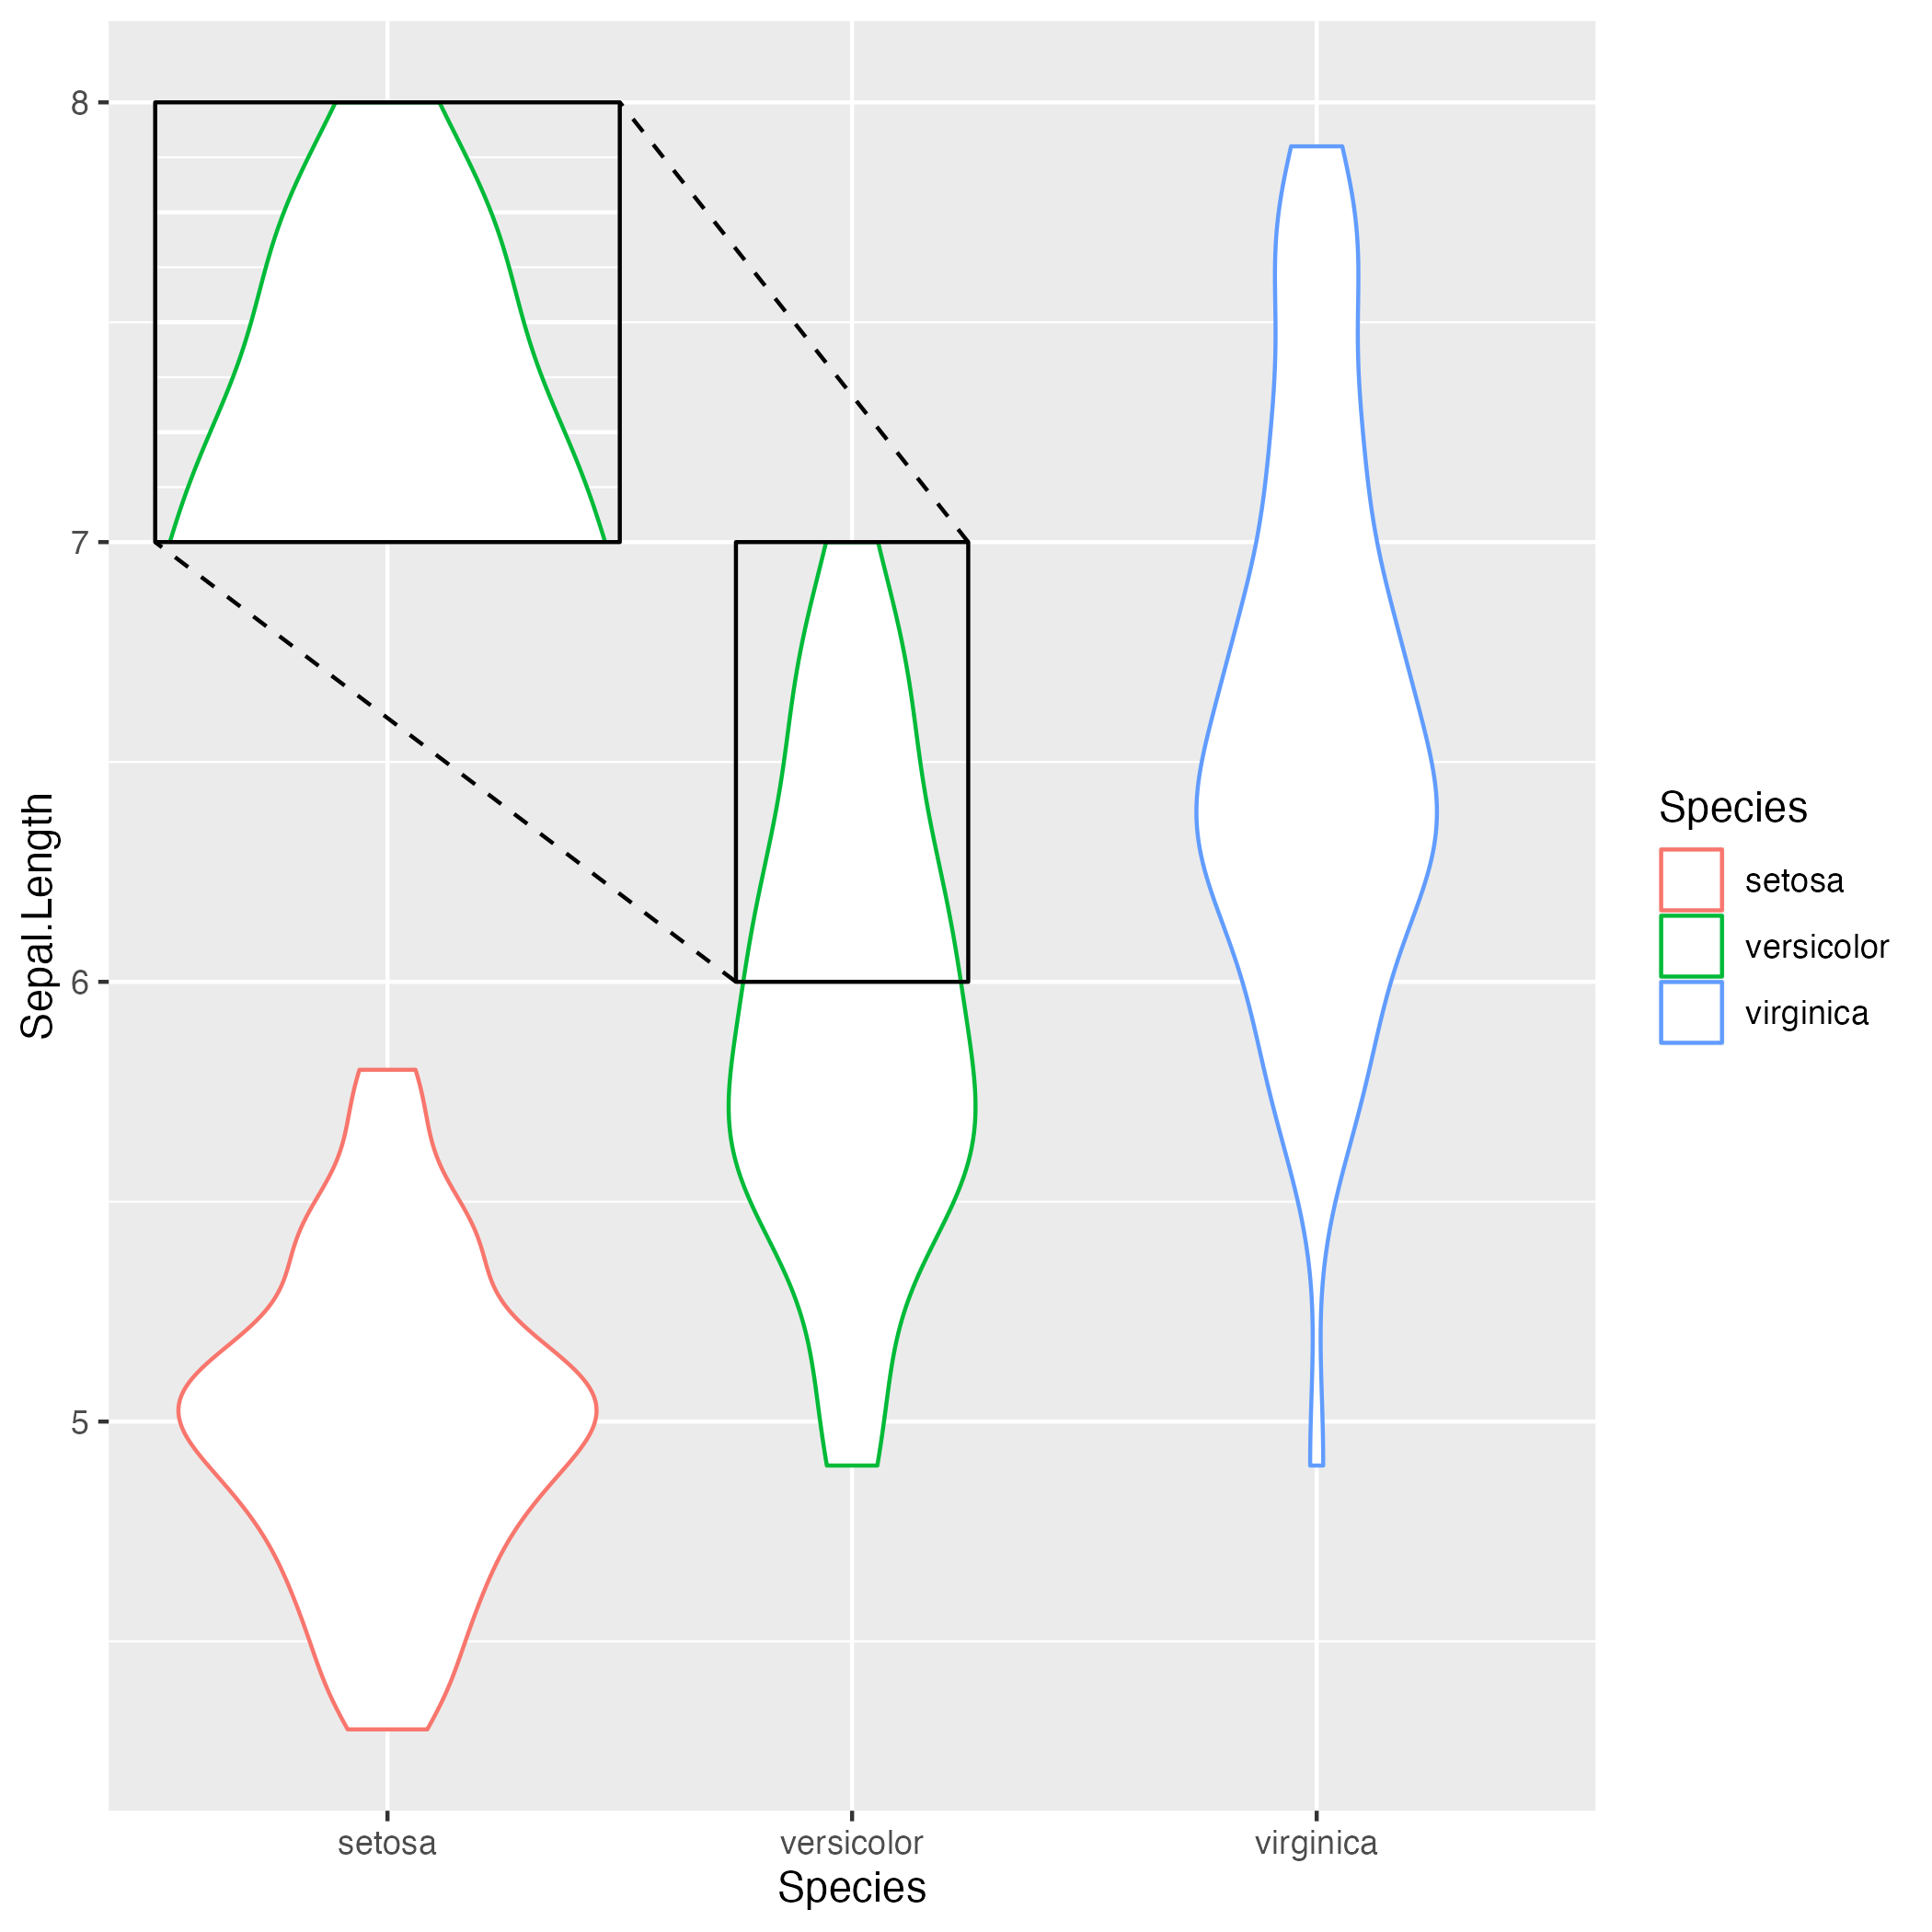 8
7
6
5
Sepal.Length
setosa
versicolor
virginica
Species
Species
setosa
versicolor
virginica